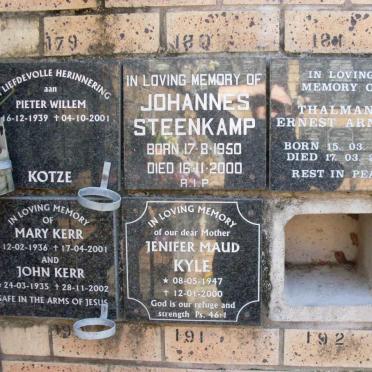 179
180
181
LIEFDEVOLLE HERINNERING
aan
PIETER WILLEM
16-12-1939 + 04-10-2001
KOTZE
IN LOVING MEMORY OF
JOHANNES
STEENKAMP
BORN 17-8-1950
DIED 16-11-2000
R.I.P
IN LOVING
MEMORY O
THALMAN
ERNEST AR
BORN 15.03
DIED 17.03
REST IN PEA
IN LOVING MEMORY
OF
MARY KERR
12-02-1936 + 17-04-2001
AND
JOHN KERR
24-03-1935 + 28-11-2002
SAFE IN THE ARMS OF JESUS
IN LOVING MEMORY
of our dear Mother
JENIFER MAUD
KYLE
★ 08-05-1947
+ 12-01-2000
God is our refuge and
strength Ps. 46:1
191
192